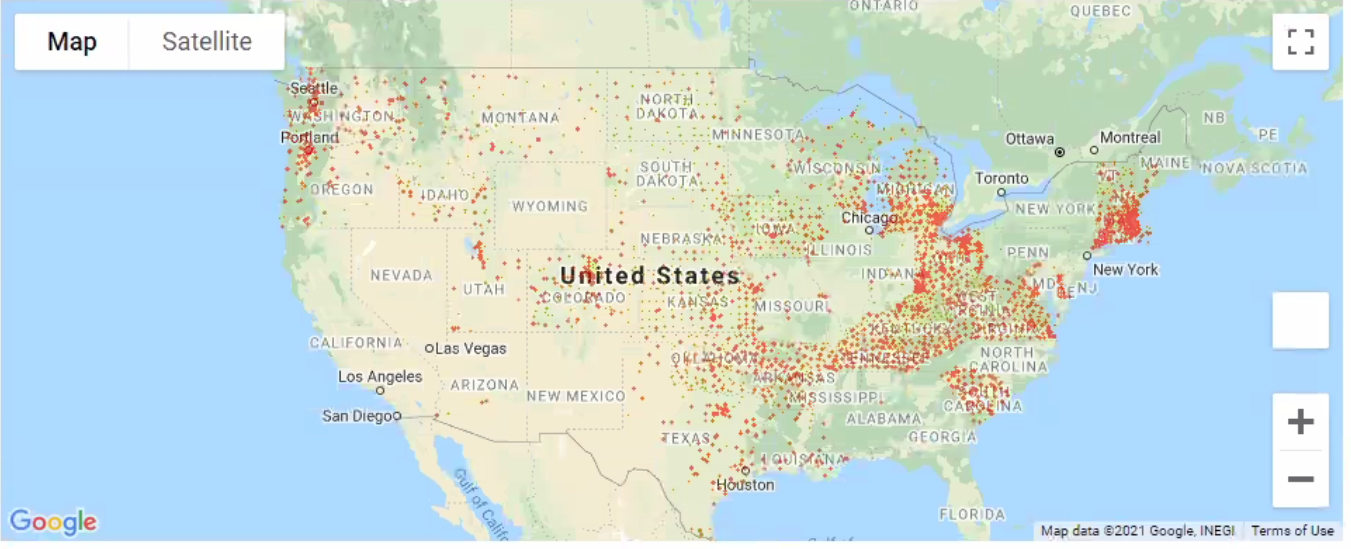 Map
Satellite
ONTARIO
QUEBEC
Seattle
WASHINGTON
MONTANA
NORTH
DAKOTA
MINNESOTA
Portland
Ottawa
Montreal
NB
PE
MAINE
NOVA SCOTIA
VT
SOUTH
DAKOTA
WISCONSIN
MICHIGAN
Toronto
OREGON
IDAHO
WYOMING
NEW YORK
Chicago
IOWA
NEBRASKA
ILLINOIS
PENN
New York
NEVADA
UTAH
United States
COLORADO
KANSAS
MISSOURI
MD
NJ
WEST
VIRGINIA
KENTUCKY
VIRGINIA
CALIFORNIA
Las Vegas
OKLAHOMA
TENNESSEE
NORTH
CAROLINA
Los Angeles
ARIZONA
NEW MEXICO
ARKANSAS
MISSISSIPPI
SOUTH
CAROLINA
San Diego
ALABAMA
GEORGIA
TEXAS
LOUISIANA
Houston
FLORIDA
Google
Map data ©2021 Google, INEGI
Terms of Use